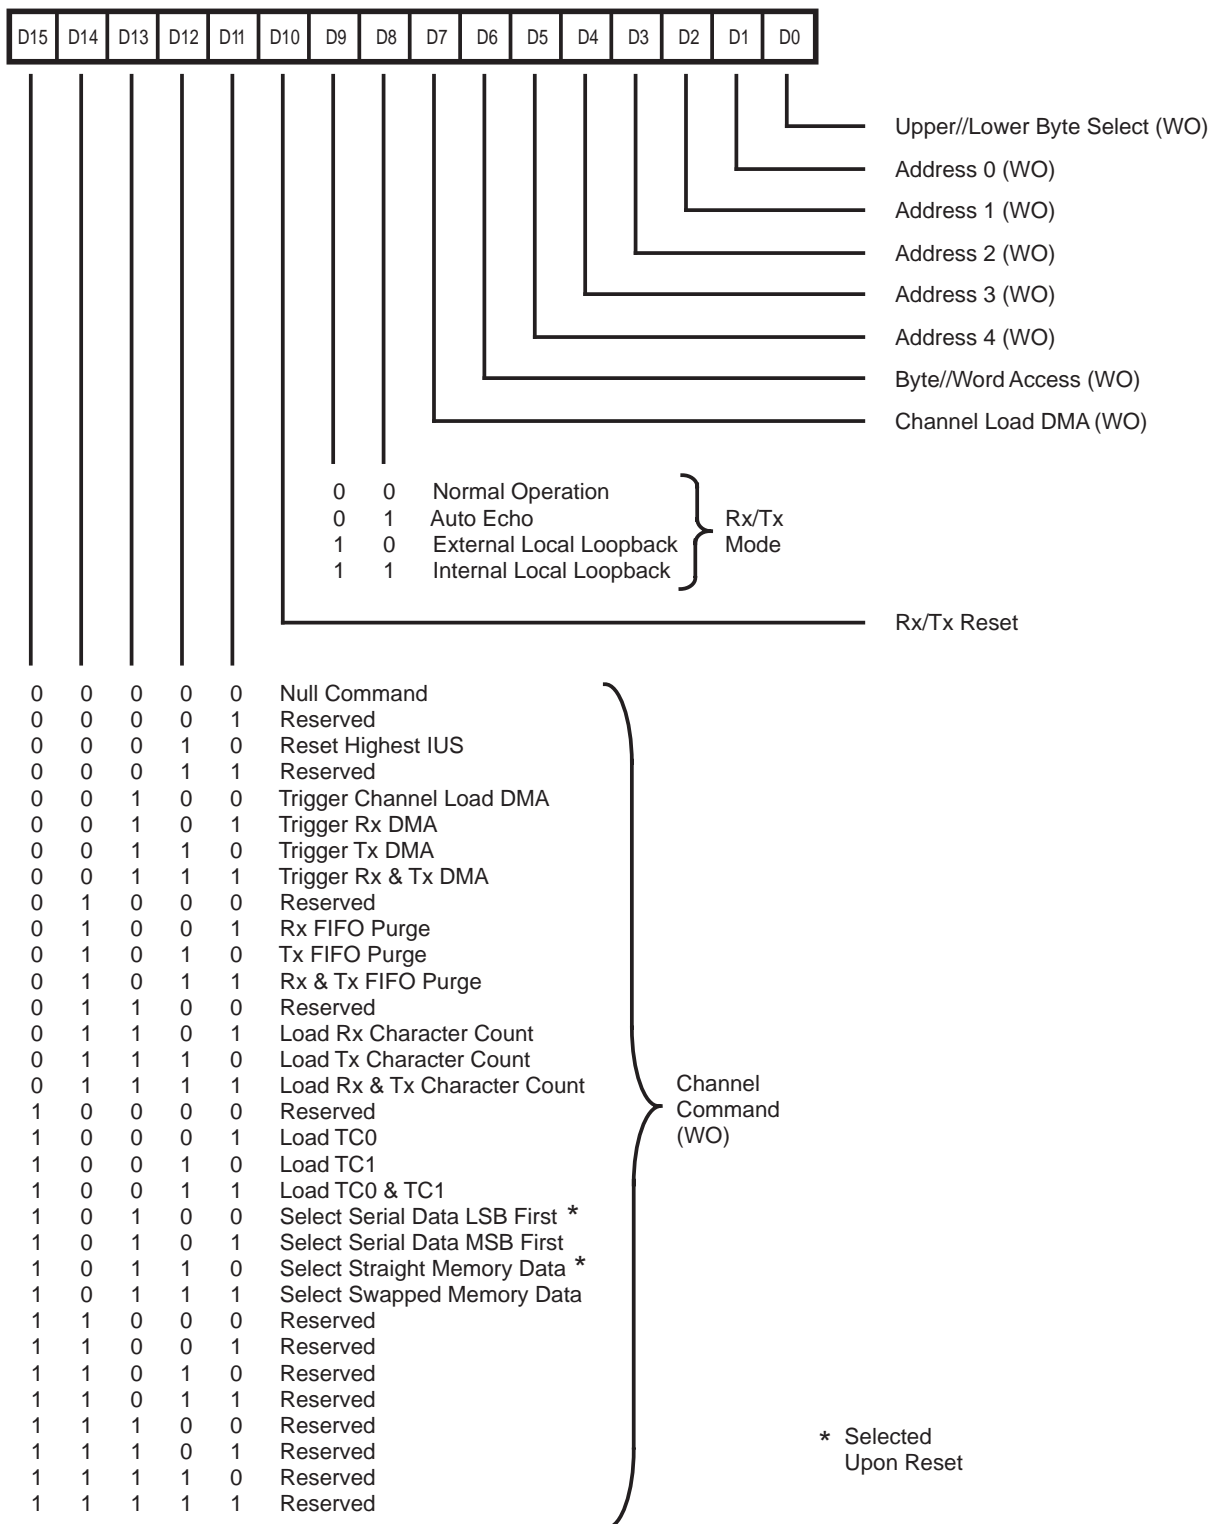 D15 D14 D13 D12 D11 D10 D9 D8 D7 D6 D5 D4 D3 D2 D1 D0
Upper//Lower Byte Select (WO)
Address 0 (WO)
Address 1 (WO)
Address 2 (WO)
Address 3 (WO)
Address 4 (WO)
Byte//Word Access (WO)
Channel Load DMA (WO)
0 0 Normal Operation
0 1 Auto Echo
1 0 External Local Loopback
1 1 Internal Local Loopback
Rx/Tx
Mode
Rx/Tx Reset
0 0 0 0 0 Null Command
0 0 0 0 1 Reserved
0 0 0 1 0 Reset Highest IUS
0 0 0 1 1 Reserved
0 0 1 0 0 Trigger Channel Load DMA
0 0 1 0 1 Trigger Rx DMA
0 0 1 1 0 Trigger Tx DMA
0 0 1 1 1 Trigger Rx & Tx DMA
0 1 0 0 0 Reserved
0 1 0 0 1 Rx FIFO Purge
0 1 0 1 0 Tx FIFO Purge
0 1 0 1 1 Rx & Tx FIFO Purge
0 1 1 0 0 Reserved
0 1 1 0 1 Load Rx Character Count
0 1 1 1 0 Load Tx Character Count
0 1 1 1 1 Load Rx & Tx Character Count
1 0 0 0 0 Reserved
1 0 0 0 1 Load TC0
1 0 0 1 0 Load TC1
1 0 0 1 1 Load TC0 & TC1
1 0 1 0 0 Select Serial Data LSB First *
1 0 1 0 1 Select Serial Data MSB First
1 0 1 1 0 Select Straight Memory Data *
1 0 1 1 1 Select Swapped Memory Data
1 1 0 0 0 Reserved
1 1 0 0 1 Reserved
1 1 0 1 0 Reserved
1 1 0 1 1 Reserved
1 1 1 0 0 Reserved
1 1 1 0 1 Reserved
1 1 1 1 0 Reserved
1 1 1 1 1 Reserved
Channel
Command
(WO)
* Selected
Upon Reset